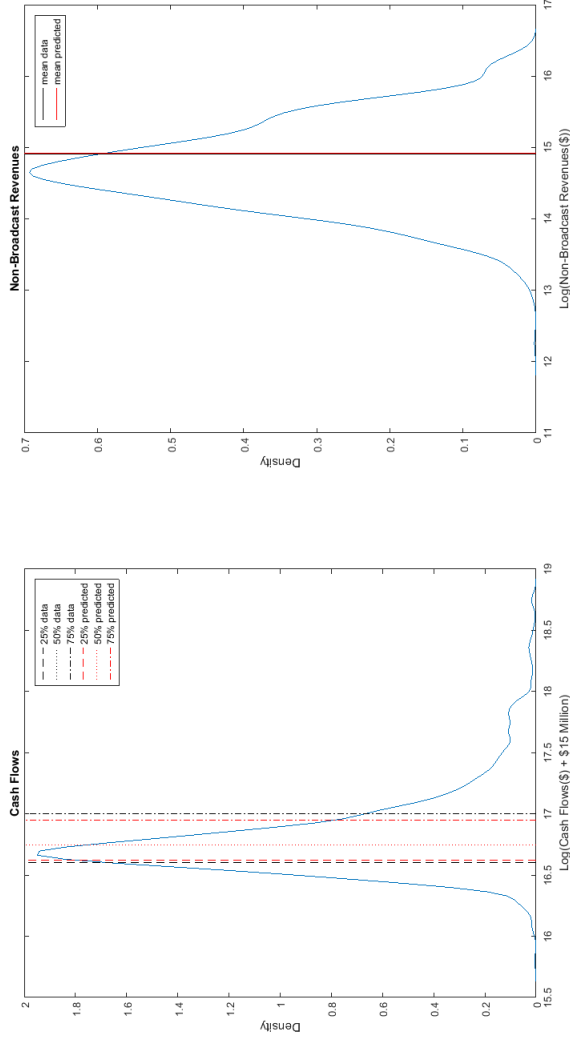 Cash Flows
2
1.8
1.6
1.4
1.2
1
0.8
0.6
0.4
0.2
0
Density
25% data
50% data
75% data
25% predicted
50% predicted
75% predicted
15.5
16
16.5
17
17.5
18
18.5
19
Log(Cash Flows($) + $15 Million)
Non-Broadcast Revenues
0.7
0.6
0.5
0.4
0.3
0.2
0.1
0
Density
mean data
mean predicted
11
12
13
14
15
16
17
Log(Non-Broadcast Revenues($))